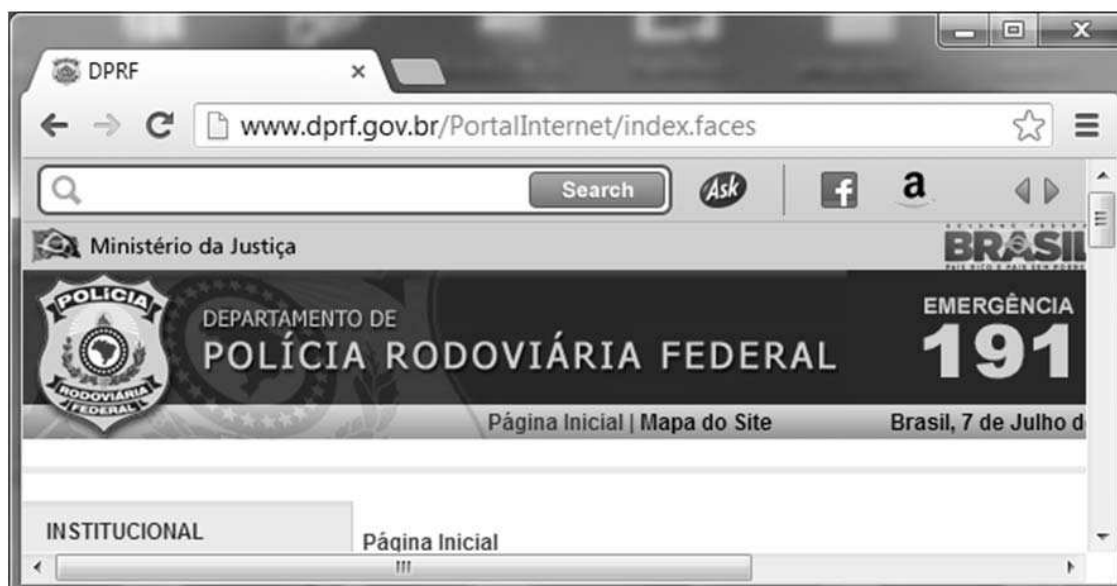 DPRF
www.dprf.gov.br/PortalInternet/index.faces
Search Ask f a
Ministério da Justiça
BRASIL
POLÍCIA RODOVIÁRIA FEDERAL
DEPARTAMENTO DE
POLÍCIA RODOVIÁRIA FEDERAL
EMERGÊNCIA
191
Página Inicial | Mapa do Site
Brasil, 7 de Julho d
INSTITUCIONAL
Página Inicial